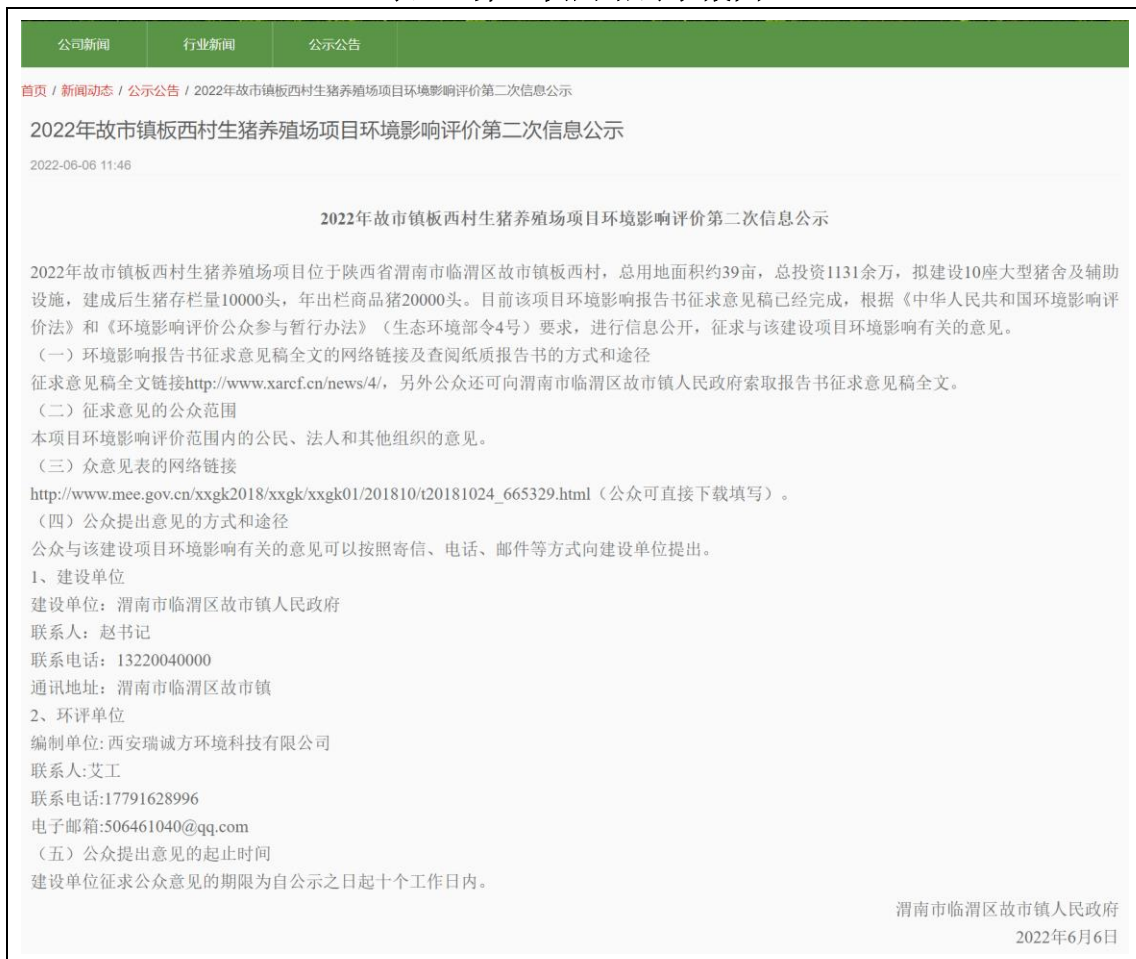 公司新闻 行业新闻 公示公告
首页 / 新闻动态 / 公示公告 / 2022年故市镇板西村生猪养殖场项目环境影响评价第二次信息公示
2022年故市镇板西村生猪养殖场项目环境影响评价第二次信息公示
2022-06-06 11:46
2022年故市镇板西村生猪养殖场项目环境影响评价第二次信息公示
2022年故市镇板西村生猪养殖场项目位于陕西省渭南市临渭区故市镇板西村，总用地面积约39亩，总投资1131余万，拟建设10座大型猪舍及辅助
设施，建成后生猪存栏量10000头，年出栏商品猪20000头。目前该项目环境影响报告书征求意见稿已经完成，根据《中华人民共和国环境影响评
价法》和《环境影响评价公众参与暂行办法》（生态环境部令4号）要求，进行信息公开，征求与该建设项目环境影响有关的意见。
（一）环境影响报告书征求意见稿全文的网络链接及查阅纸质报告书的方式和途径
征求意见稿全文链接http://www.xarcf.cn/news/4/，另外公众还可向渭南市临渭区故市镇人民政府索取报告书征求意见稿全文。
（二）征求意见的公众范围
本项目环境影响评价范围内的公民、法人和其他组织的意见。
（三）众意见表的网络链接
http://www.mee.gov.cn/xxgk2018/xxgk/xxgk01/201810/t20181024_665329.html（公众可直接下载填写）。
（四）公众提出意见的方式和途径
公众与该建设项目环境影响有关的意见可以按照寄信、电话、邮件等方式向建设单位提出。
1、建设单位
建设单位：渭南市临渭区故市镇人民政府
联系人：赵书记
联系电话：13220040000
通讯地址：渭南市临渭区故市镇
2、环评单位
编制单位:西安瑞诚方环境科技有限公司
联系人:艾工
联系电话:17791628996
电子邮箱:506461040@qq.com
（五）公众提出意见的起止时间
建设单位征求公众意见的期限为自公示之日起十个工作日内。
渭南市临渭区故市镇人民政府
2022年6月6日